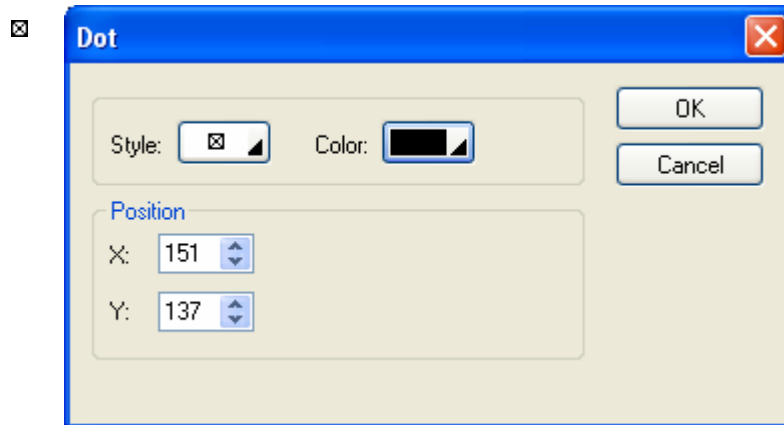 Dot
Style: Color:
OK
Cancel
Position
X: 151
Y: 137